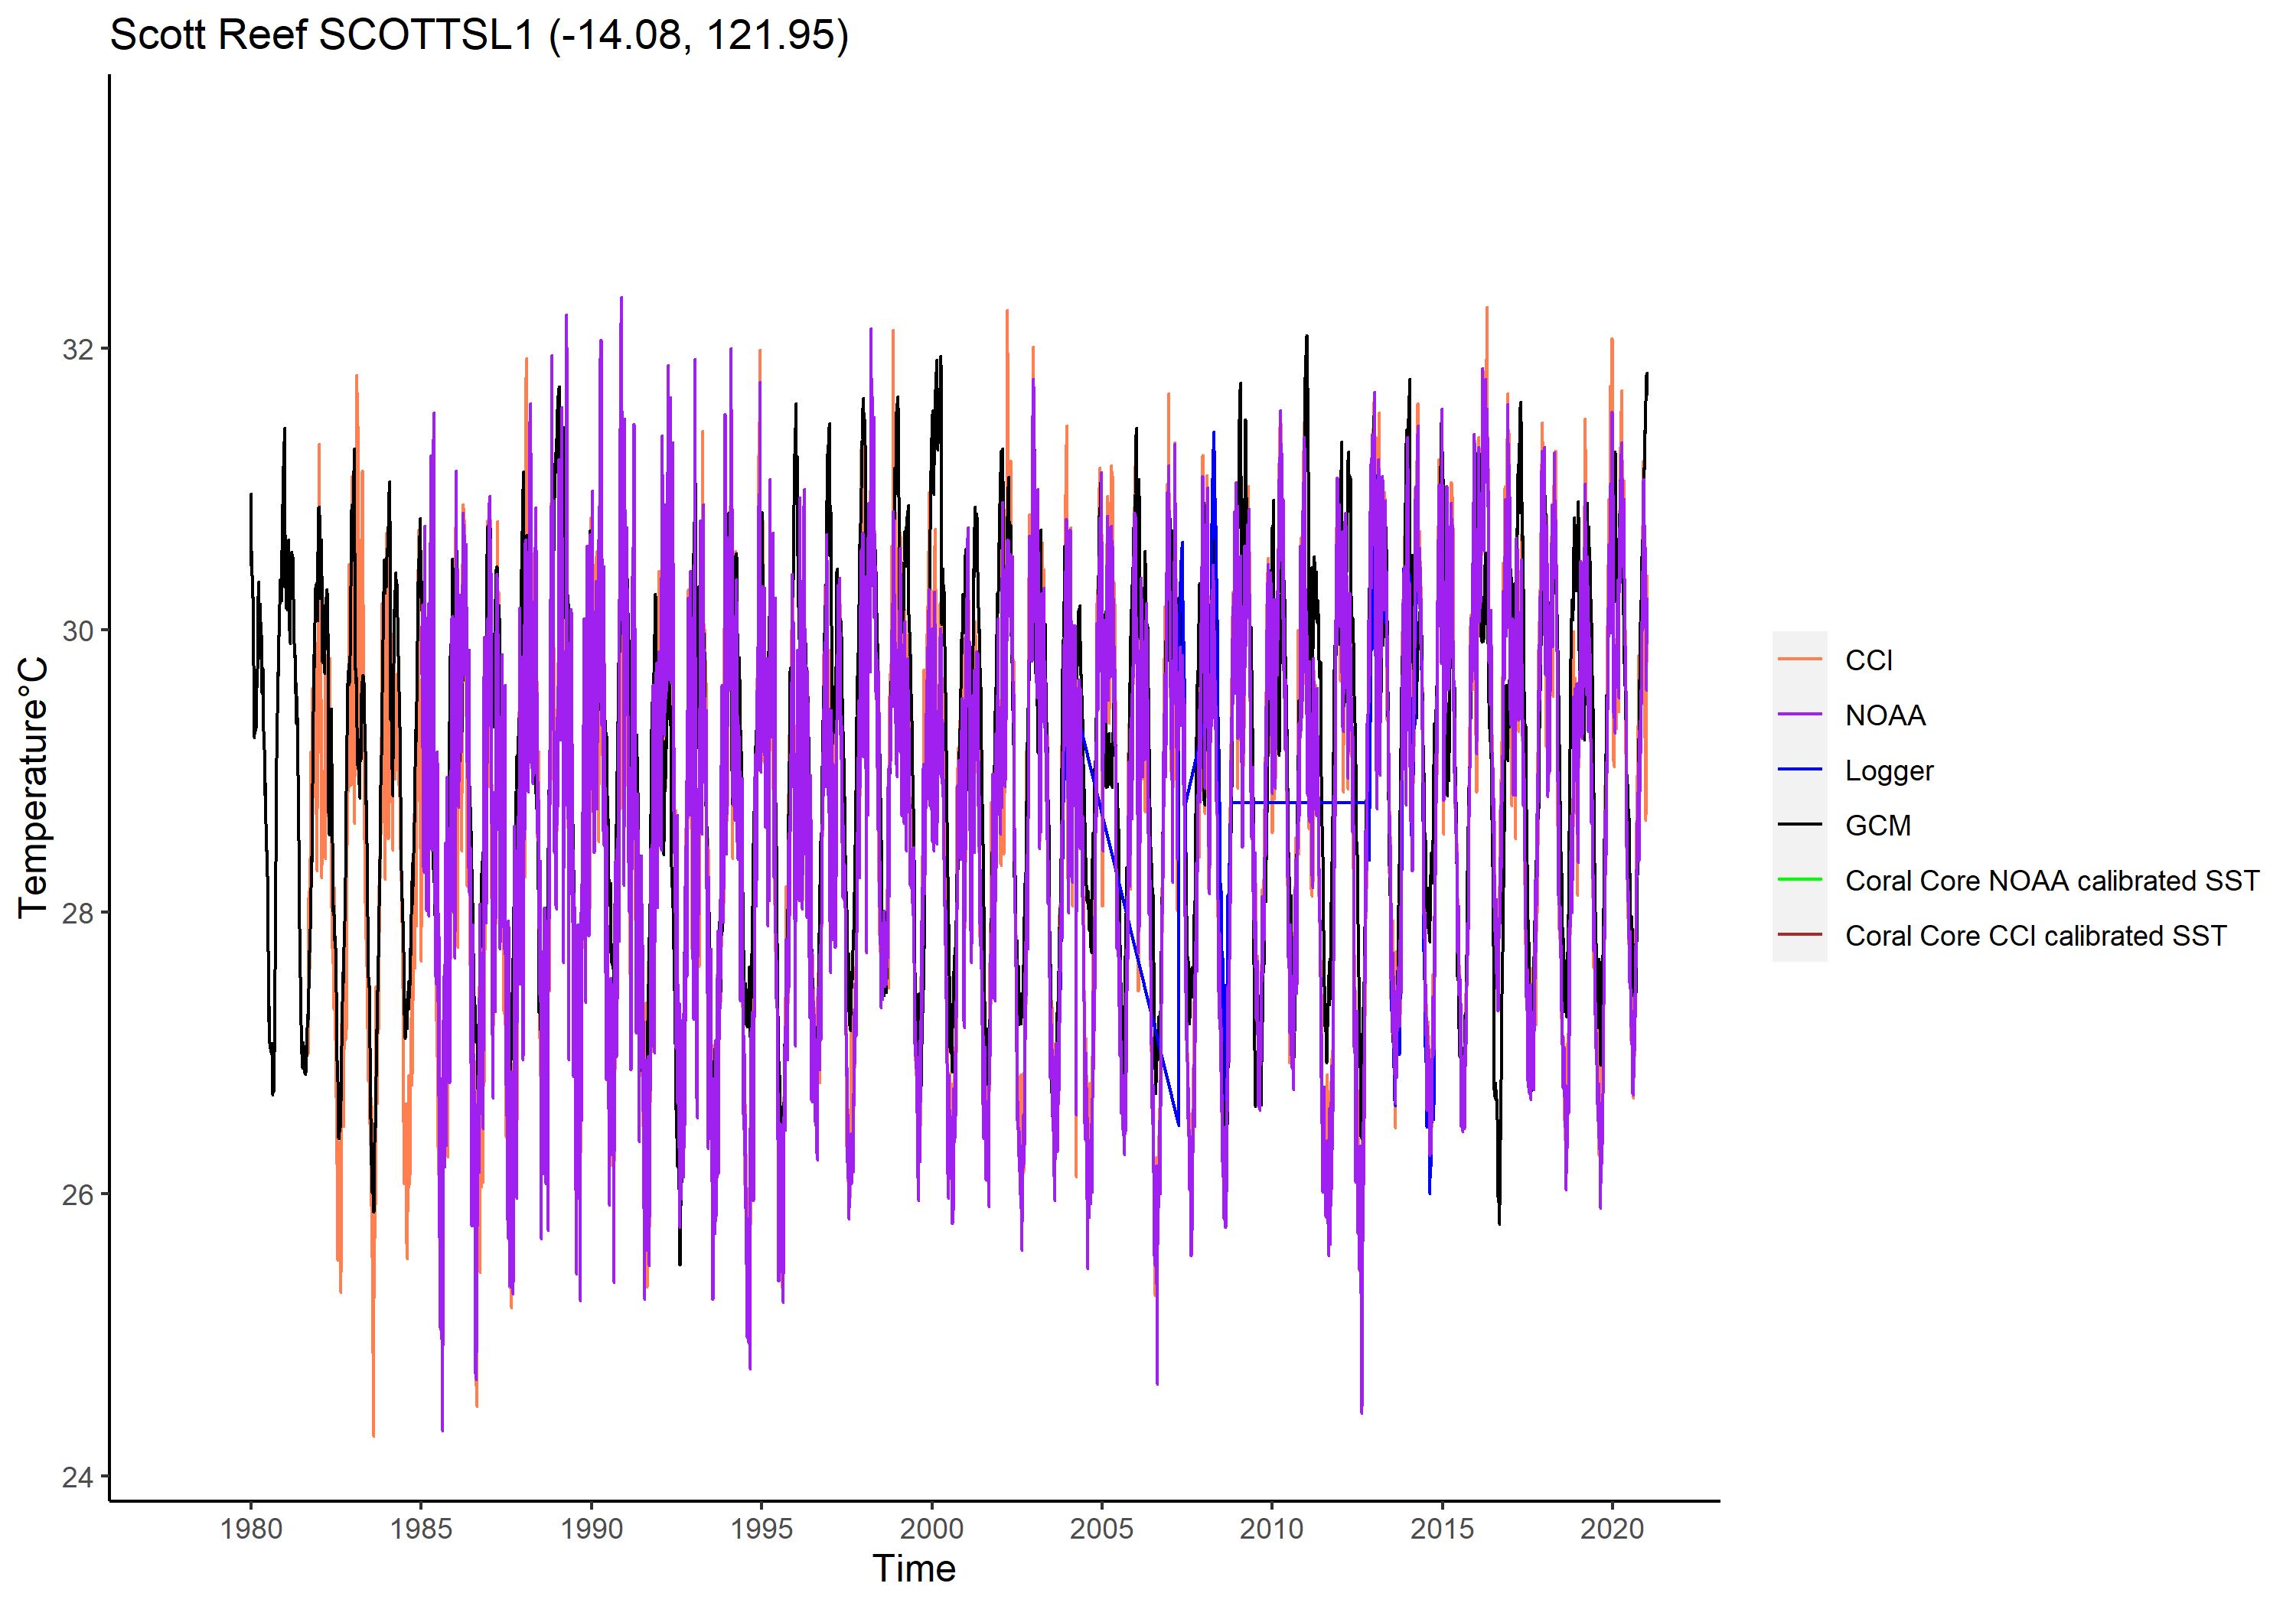 Scott Reef SCOTTSL1 (-14.08, 121.95)
Temperature°C
32
30
28
26
24
1980 1985 1990 1995 2000 2005 2010 2015 2020
Time
CCI
NOAA
Logger
GCM
Coral Core NOAA calibrated SST
Coral Core CCI calibrated SST